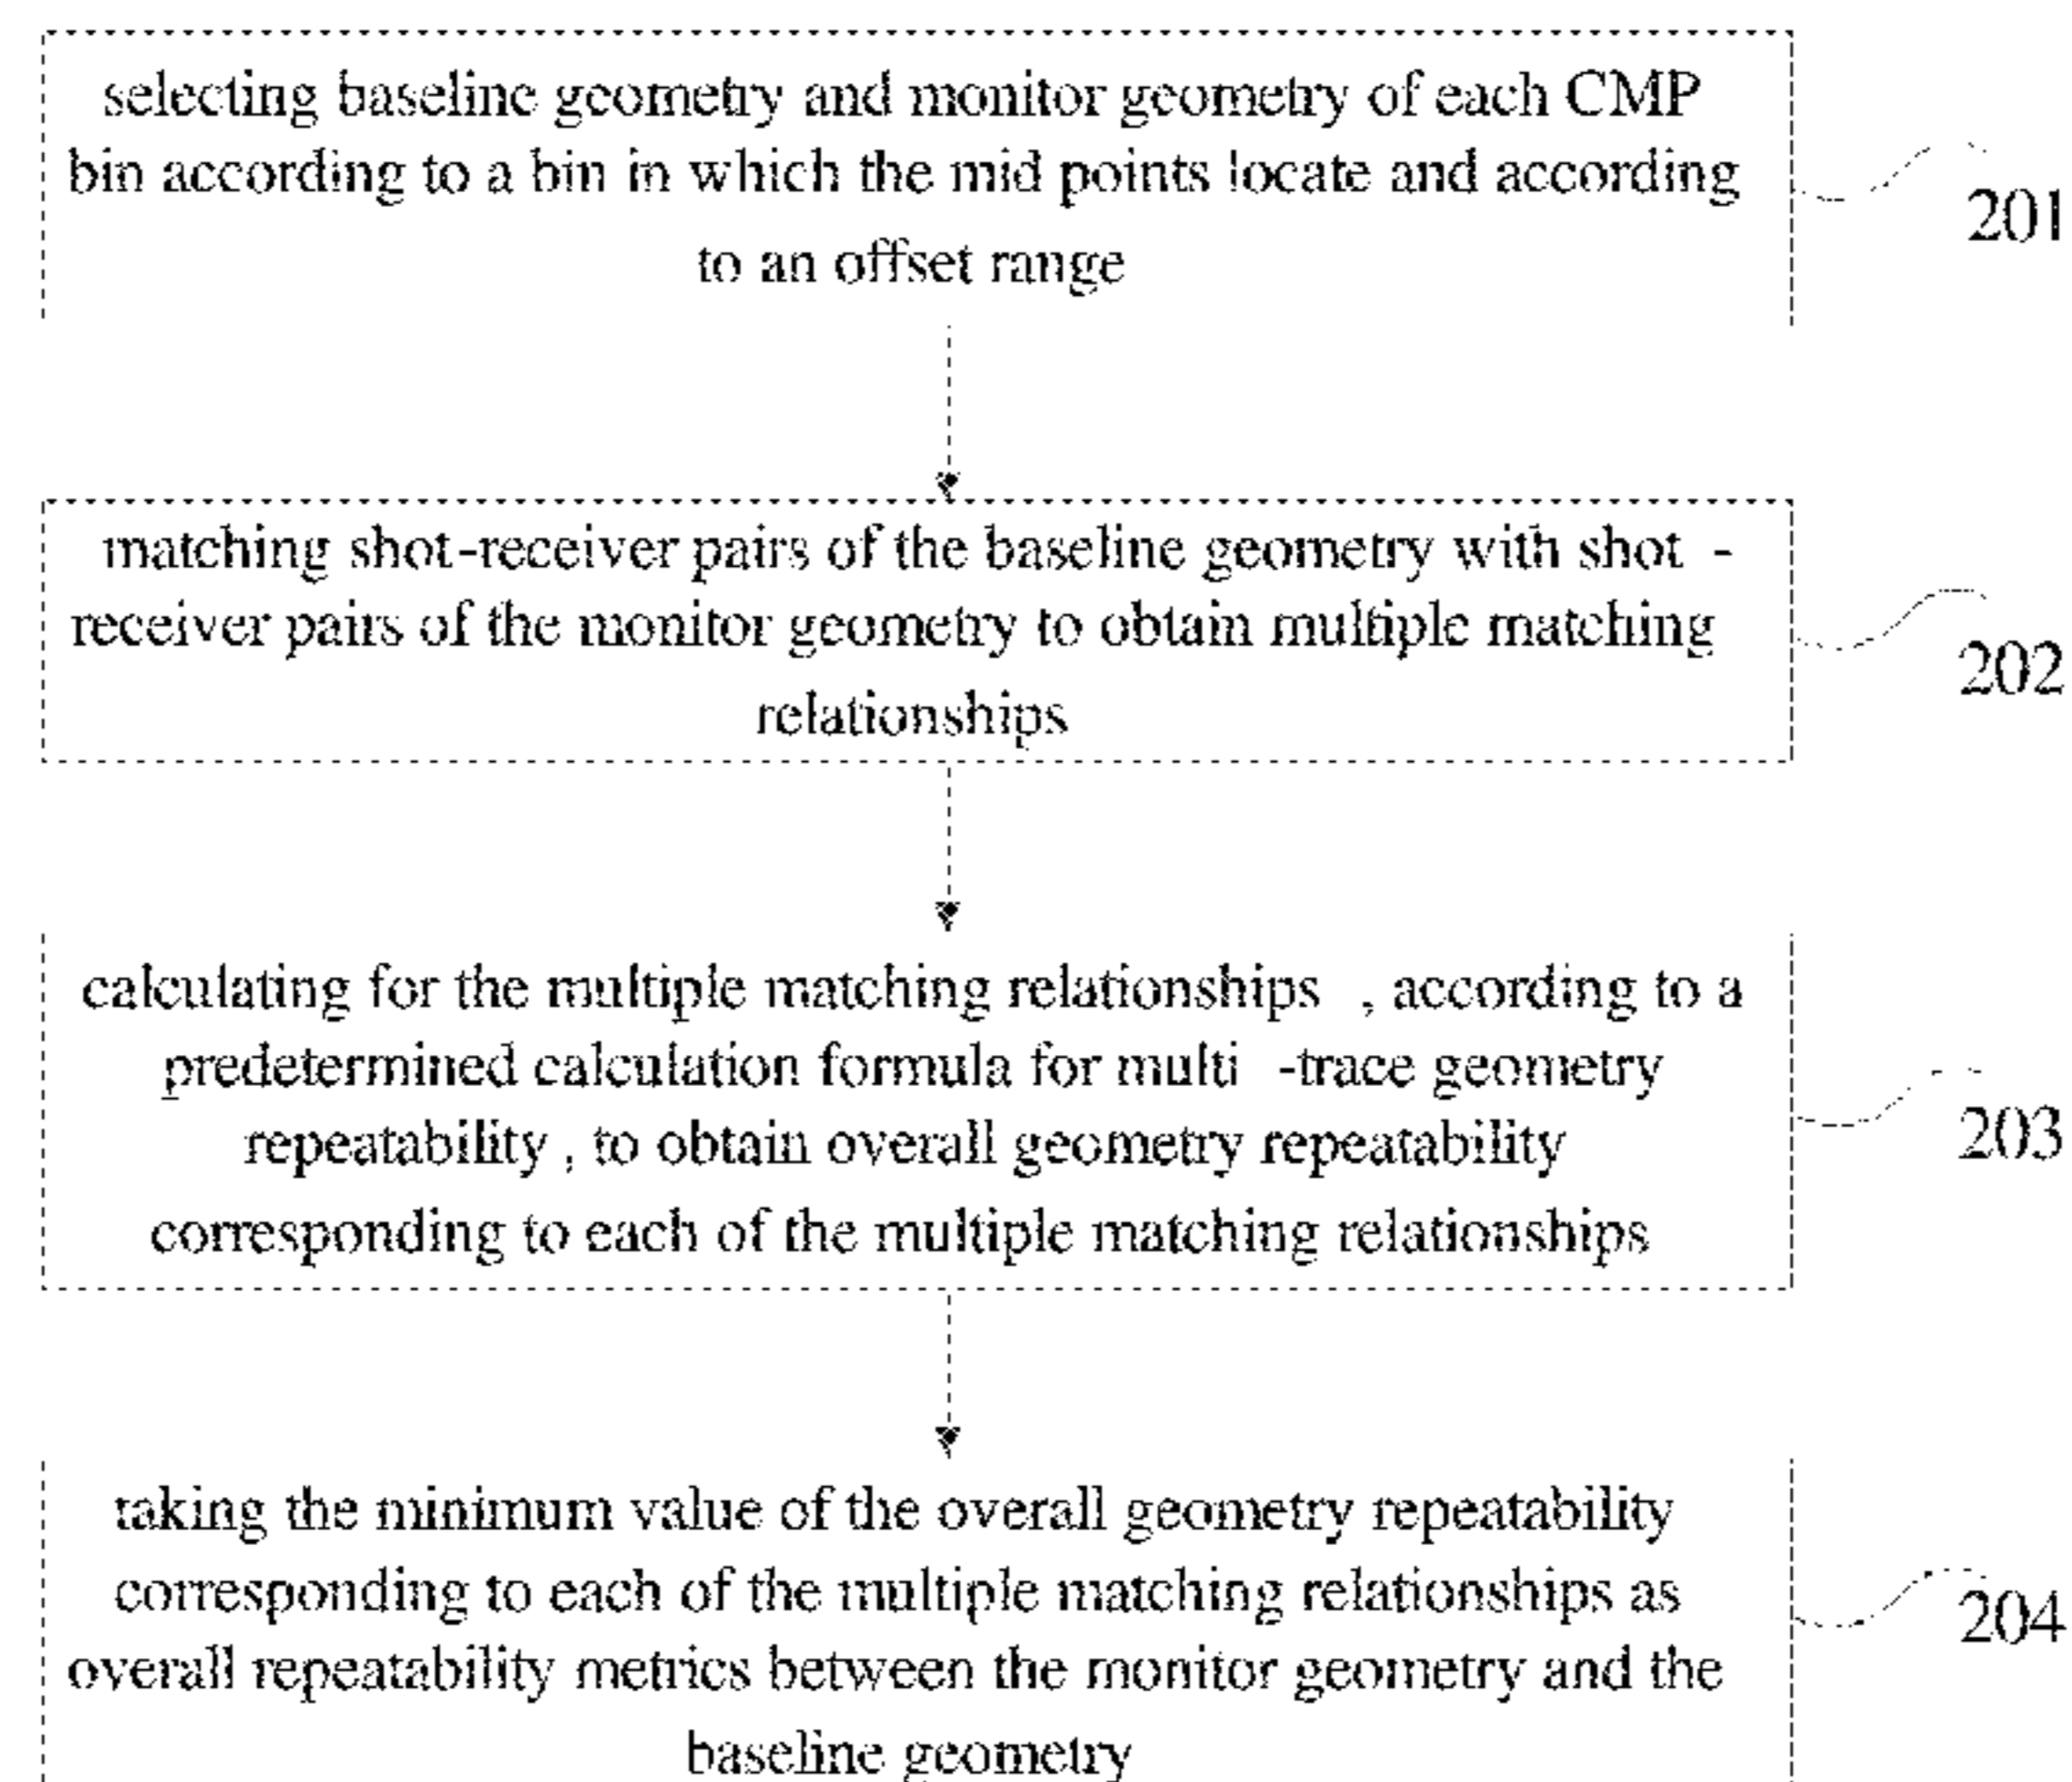 selecting baseline geometry and monitor geometry of each CMP
bin according to a bin in which the mid points locate and according
to an offset range
201
matching shot-receiver pairs of the baseline geometry with shot -
receiver pairs of the monitor geometry to obtain multiple matching
relationships
202
calculating for the multiple matching relationships , according to a
predetermined calculation formula for multi -trace geometry
repeatability , to obtain overall geometry repeatability
corresponding to each of the multiple matching relationships
203
taking the minimum value of the overall geometry repeatability
corresponding to each of the multiple matching relationships as
overall repeatability metrics between the monitor geometry and the
baseline geometry
204